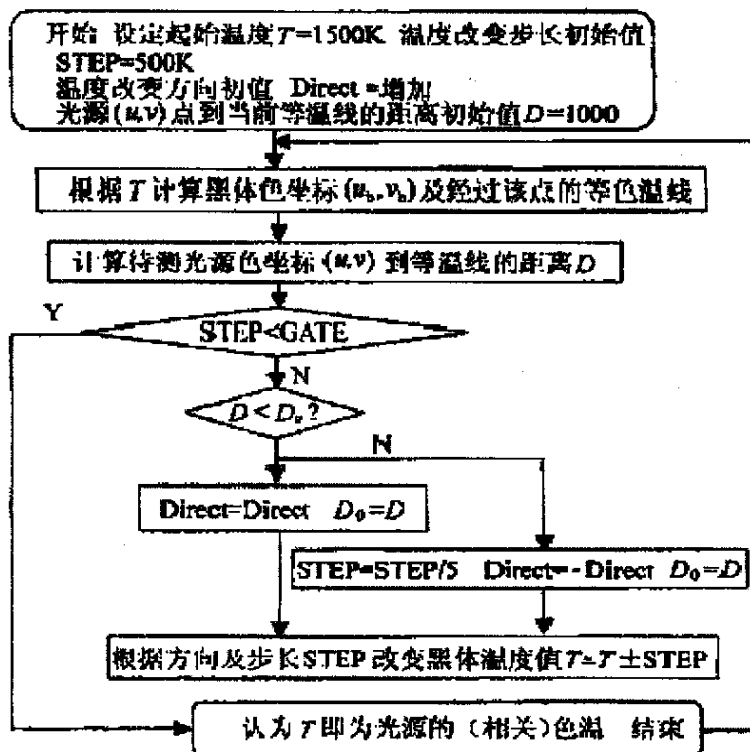 开始 设定起始温度T=1500K 温度改变步长初始值
STEP=500K
温度改变方向初值 Direct=增加
光源(u,v)点到当前等温线的距离初始值D=1000
根据T计算黑体色坐标(u_b,v_b)及经过该点的等色温线
计算待测光源色坐标(u,v)到等温线的距离D
Y
STEP<GATE
N
D<D₀?
N
Direct=Direct D₀=D
STEP=STEP/5 Direct=-Direct D₀=D
根据方向及步长STEP改变黑体温度值T=T±STEP
认为T即为光源的(相关)色温 结束